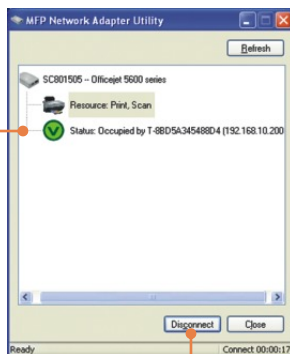 MFP Network Adapter Utility
Refresh
SC801505 -- Officejet 5600 series
Resource: Print, Scan
Status: Occupied by T-8BD5A345488D4 (192.168.10.200
Disconnect
Close
Ready
Connect 00:00:17